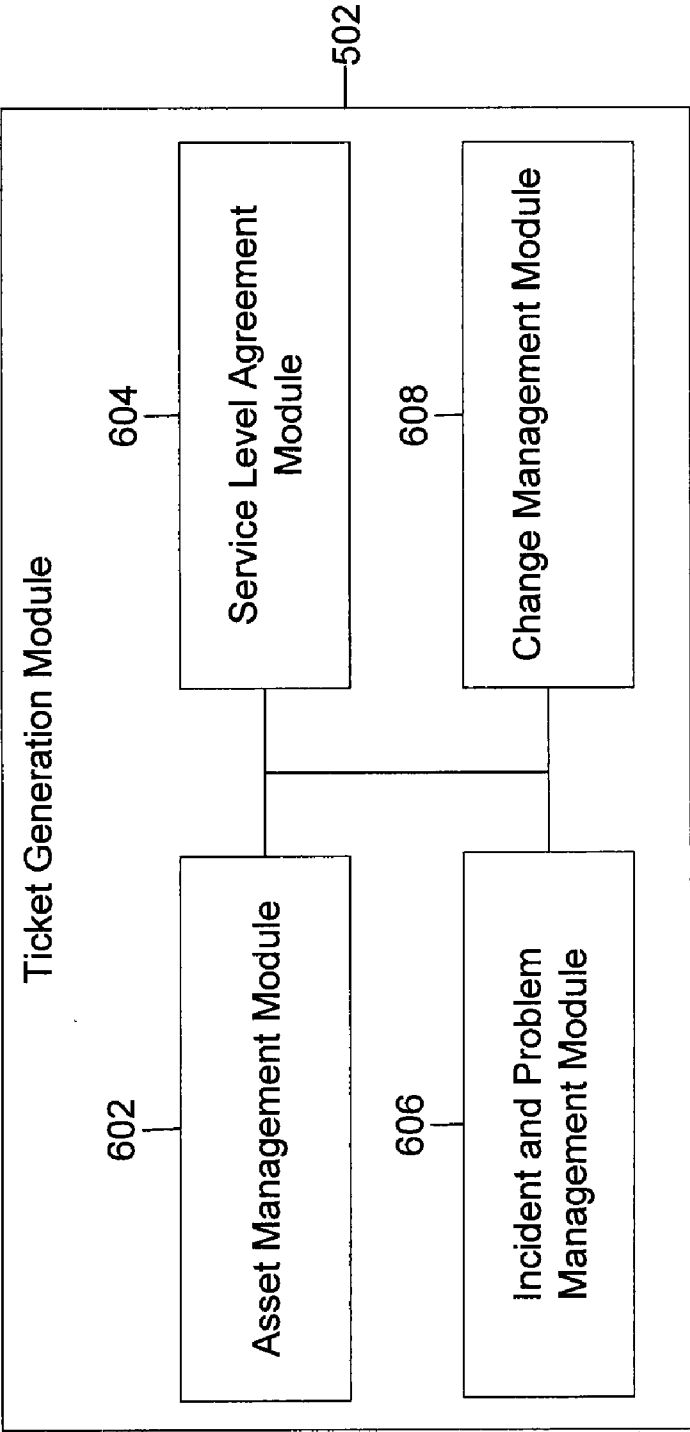 Ticket Generation Module
602
604
Asset Management Module
Service Level Agreement
Module
502
606
608
Incident and Problem
Management Module
Change Management Module